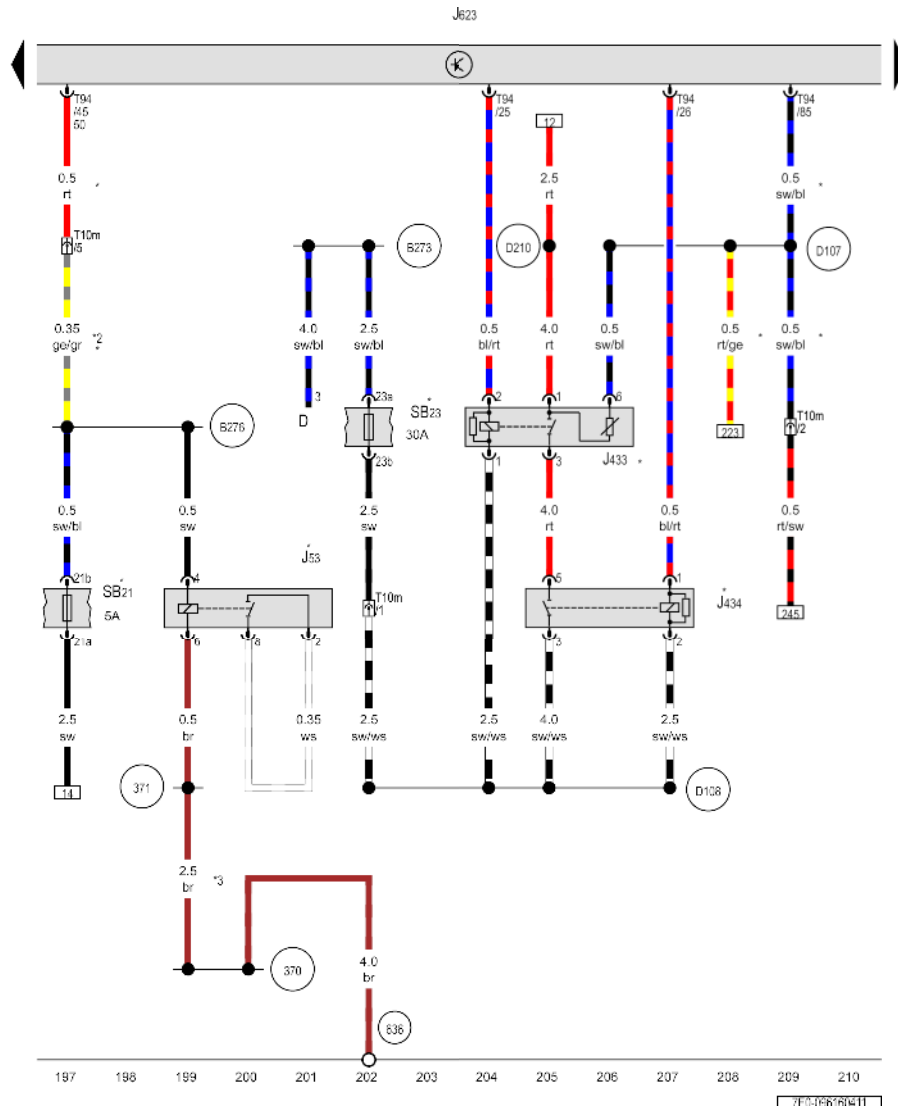 J623
T94
/45
50
T94
/25
12
T94
/26
T94
/85
0.5
rt
2.5
rt
0.5
sw/bl
*
T10m
/5
B273
D210
D107
0.35
ge/gr
*2
*
4.0
sw/bl
2.5
sw/bl
0.5
bl/rt
4.0
rt
0.5
sw/bl
0.5
rt/ge
*
0.5
sw/bl
*
3
D
23a
SB23
*
30A
2
1
6
T10m
/2
B276
223
23b
1
3
J433
*
0.5
sw/bl
0.5
sw
2.5
sw
4.0
rt
0.5
bl/rt
0.5
rt/sw
J53
*
21b
SB21
*
5A
4
T10m
/1
5
1
J434
*
245
21a
6
8
2
3
2
2.5
sw
0.5
br
0.35
ws
2.5
sw/ws
2.5
sw/ws
4.0
sw/ws
2.5
sw/ws
14
371
D108
2.5
br
*3
370
4.0
br
636
197 198 199 200 201 202 203 204 205 206 207 208 209 210
7E0-096160411